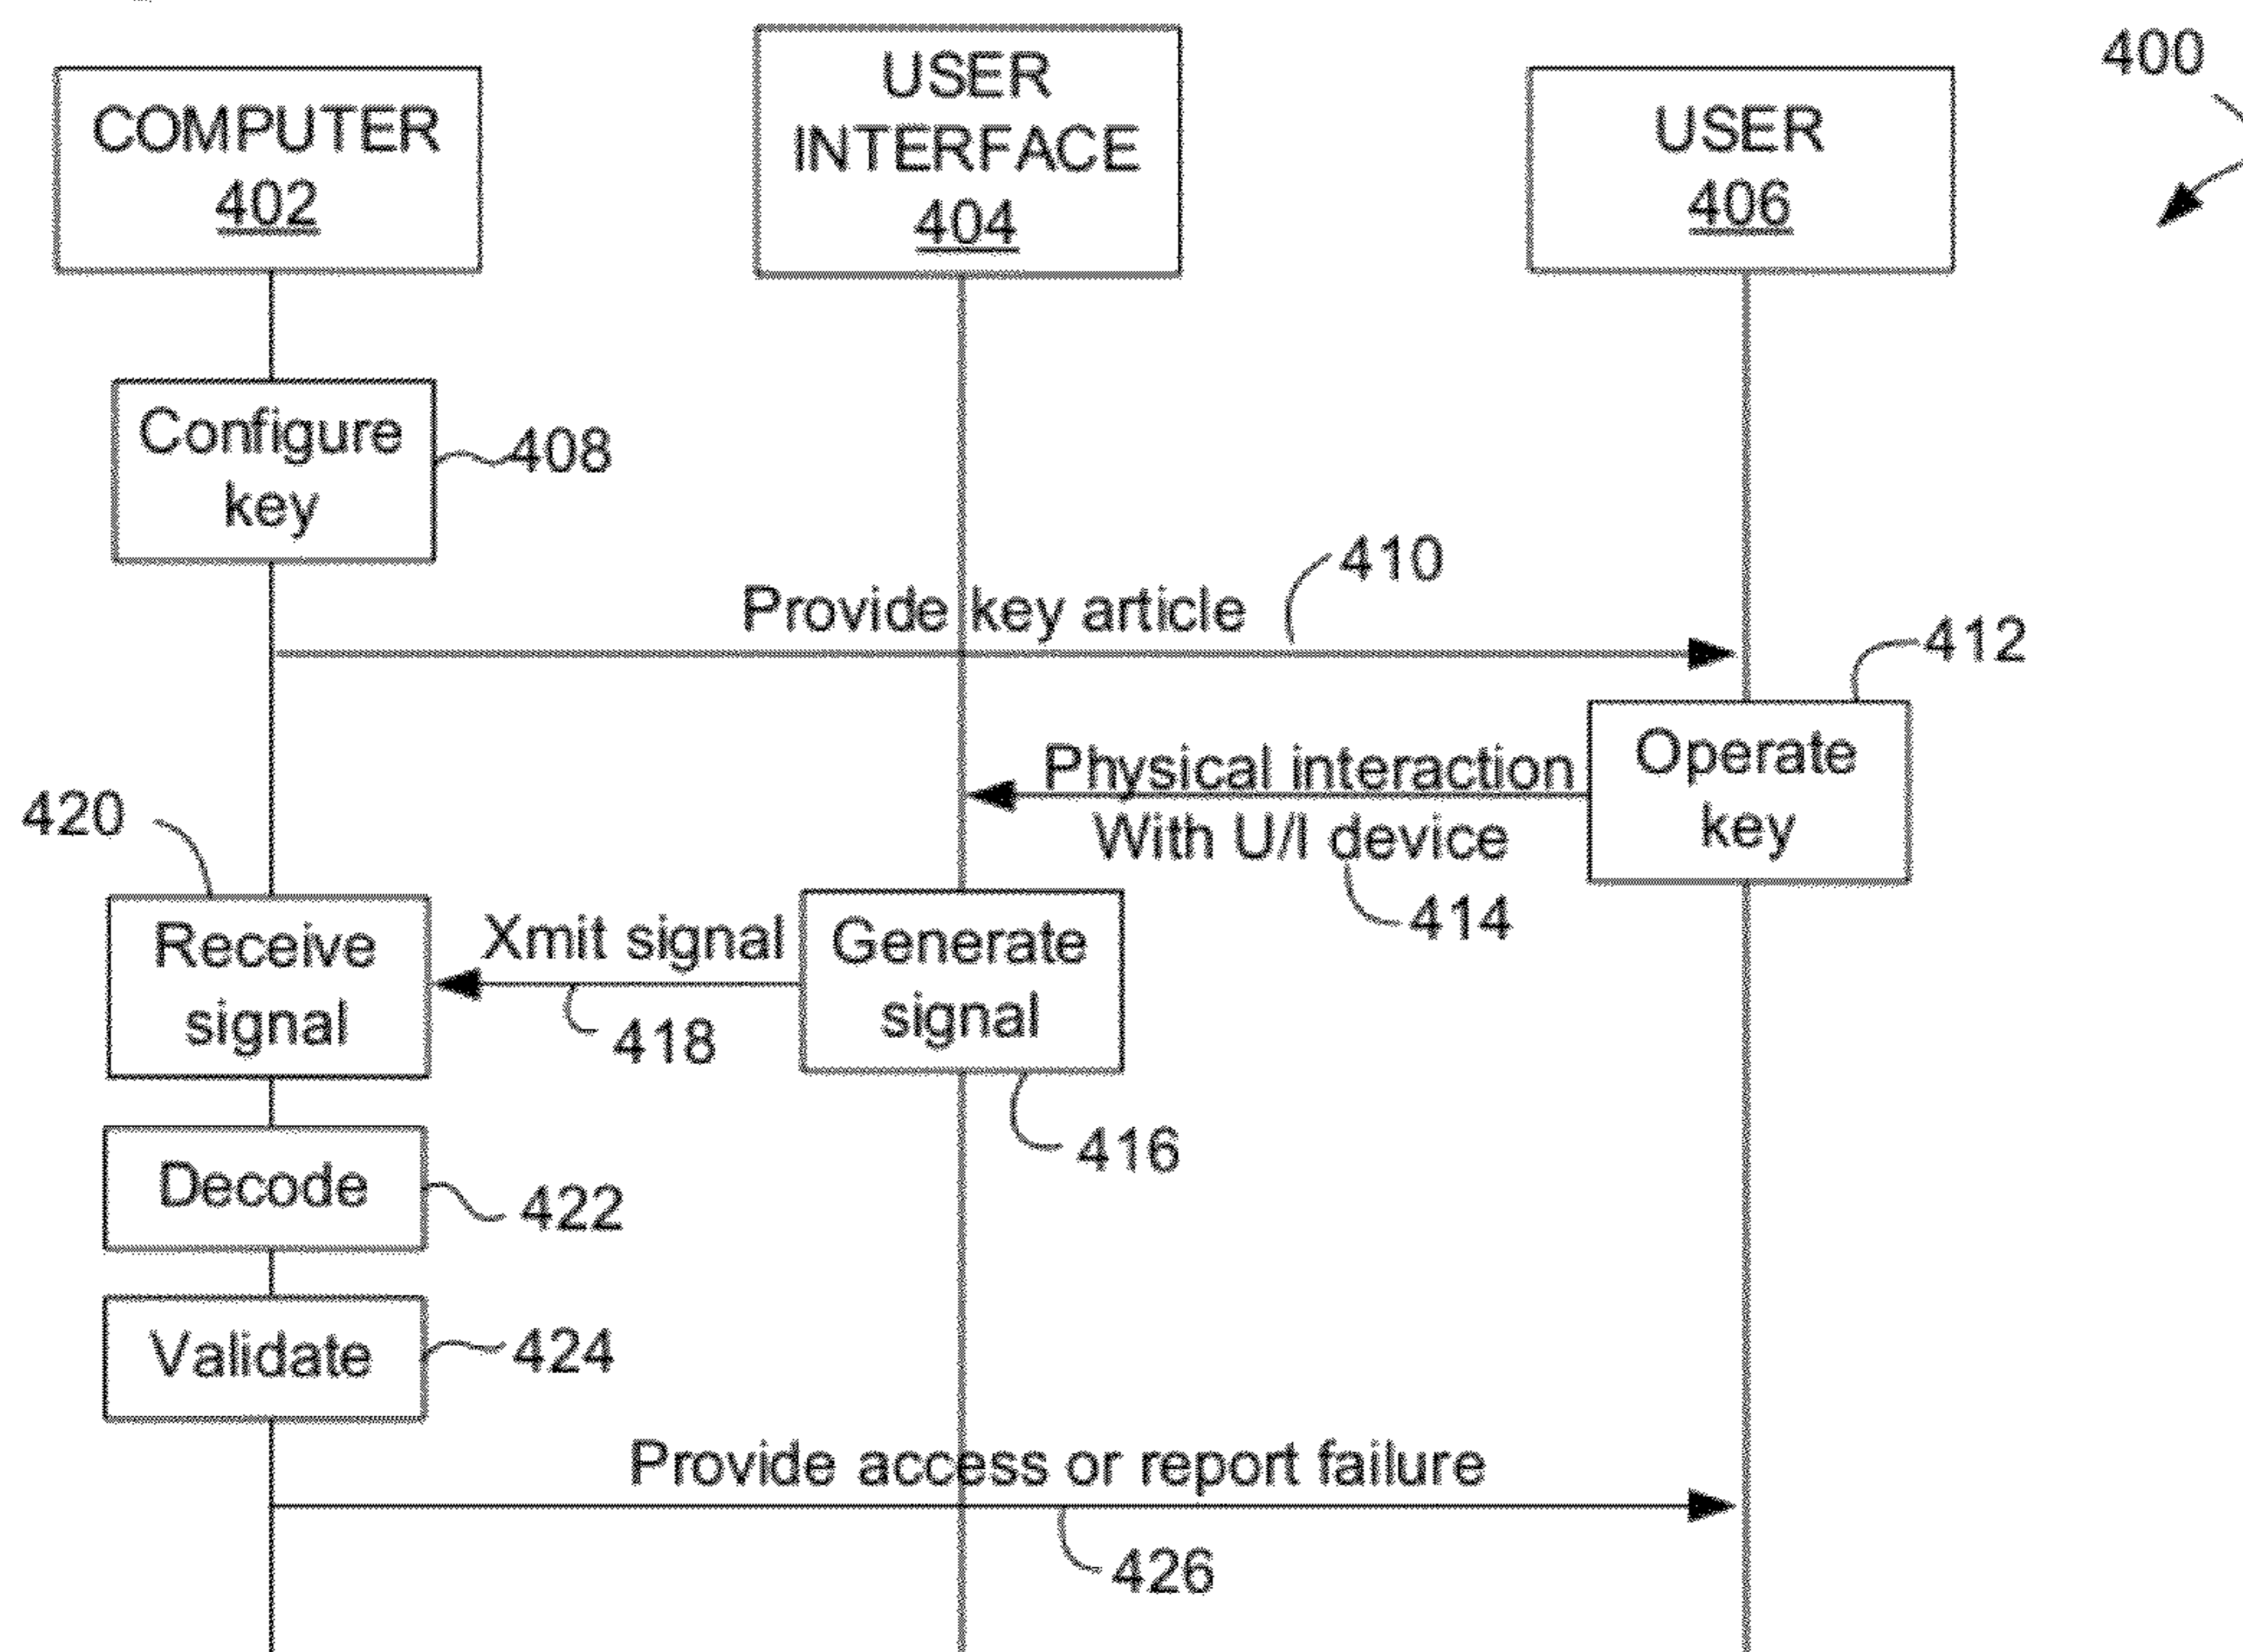 400
COMPUTER
402
USER
INTERFACE
404
USER
406
Configure
key
408
Provide key article
410
412
Operate
key
Physical interaction
With U/I device
414
420
Receive
signal
Xmit signal
418
Generate
signal
416
Decode
422
Validate
424
Provide access or report failure
426